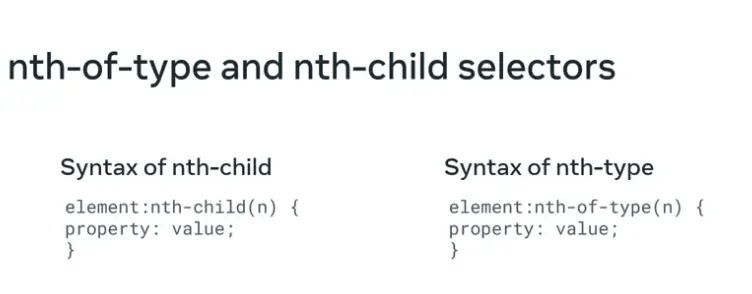 nth-of-type and nth-child selectors
Syntax of nth-child
element:nth-child(n) {
property: value;
}
Syntax of nth-type
element:nth-of-type(n) {
property: value;
}